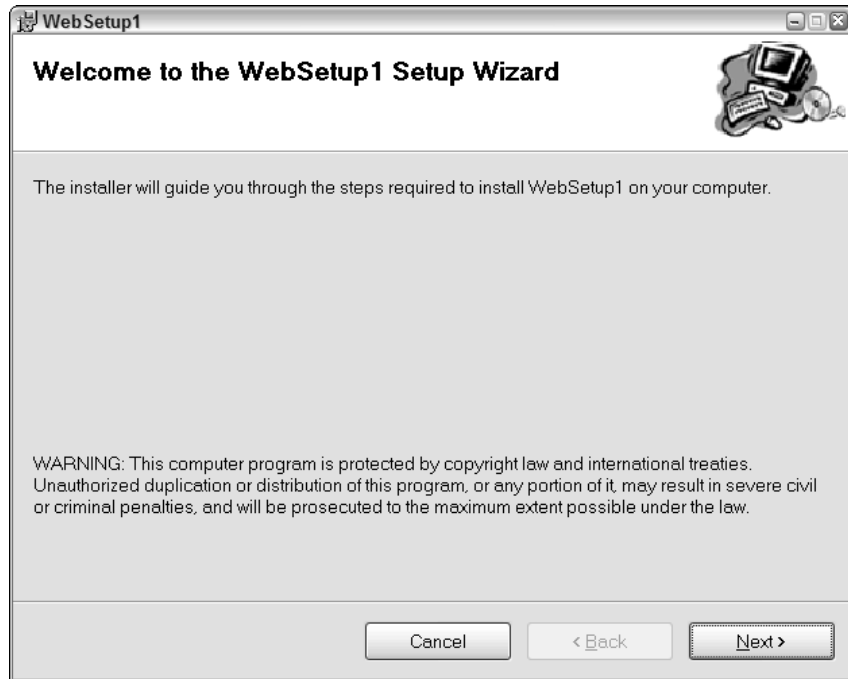 WebSetup1
Welcome to the WebSetup1 Setup Wizard
The installer will guide you through the steps required to install WebSetup1 on your computer.
WARNING: This computer program is protected by copyright law and international treaties.
Unauthorized duplication or distribution of this program, or any portion of it, may result in severe civil
or criminal penalties, and will be prosecuted to the maximum extent possible under the law.
Cancel
< Back
Next >